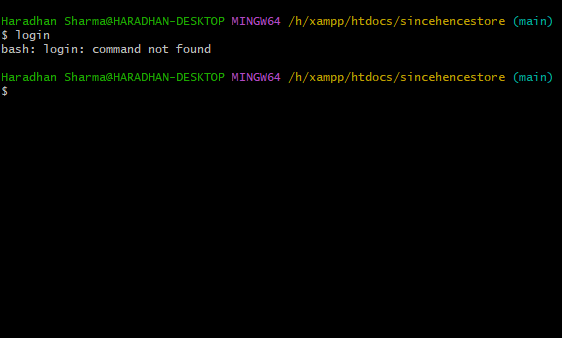 Haradhan Sharma@HARADHAN-DESKTOP MINGW64 /h/xampp/htdocs/sincehencestore (main)
$ login
bash: login: command not found
Haradhan Sharma@HARADHAN-DESKTOP MINGW64 /h/xampp/htdocs/sincehencestore (main)
$